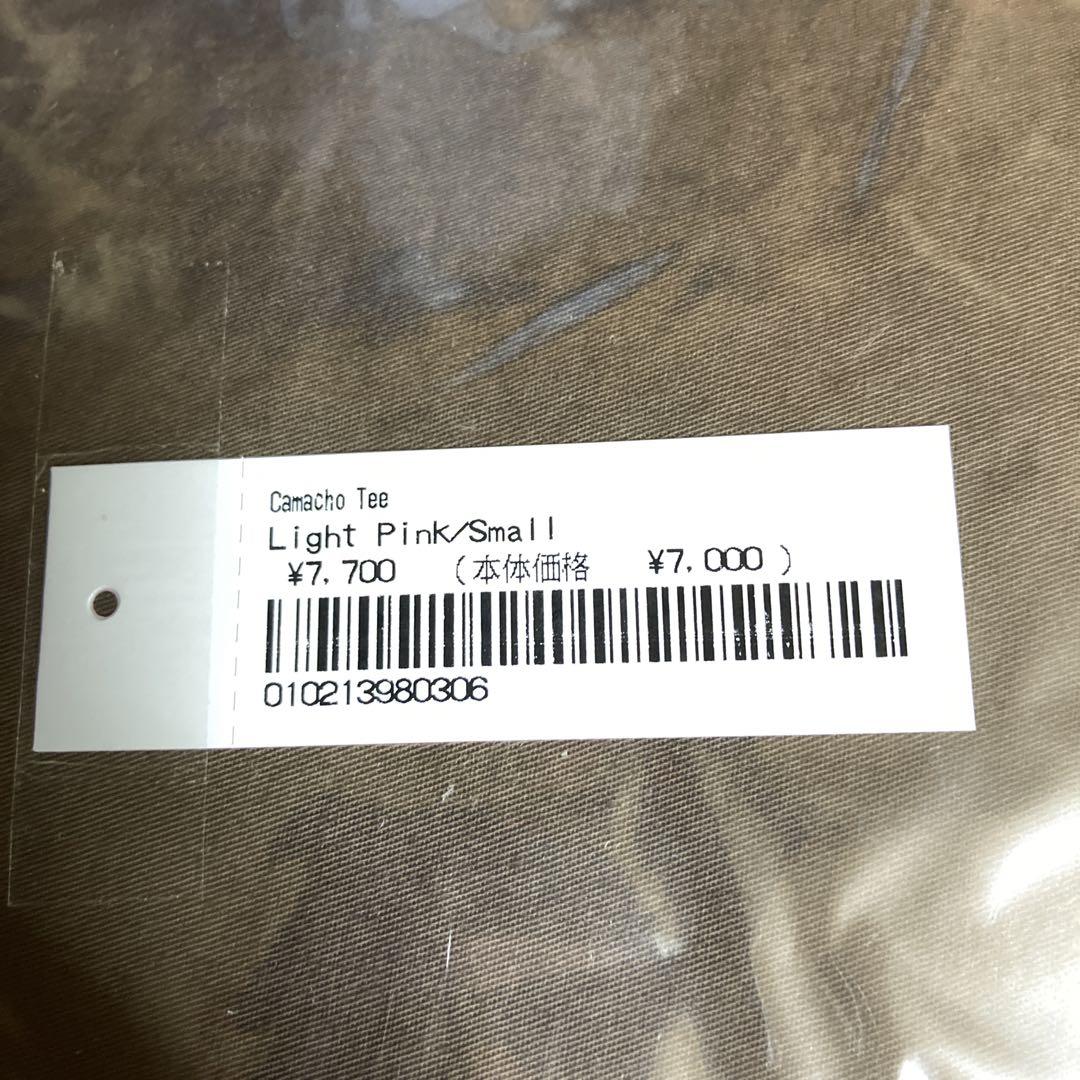 Camacho Tee
Light Pink/Small
¥7,700 (本体価格 ¥7,000)
010213980306